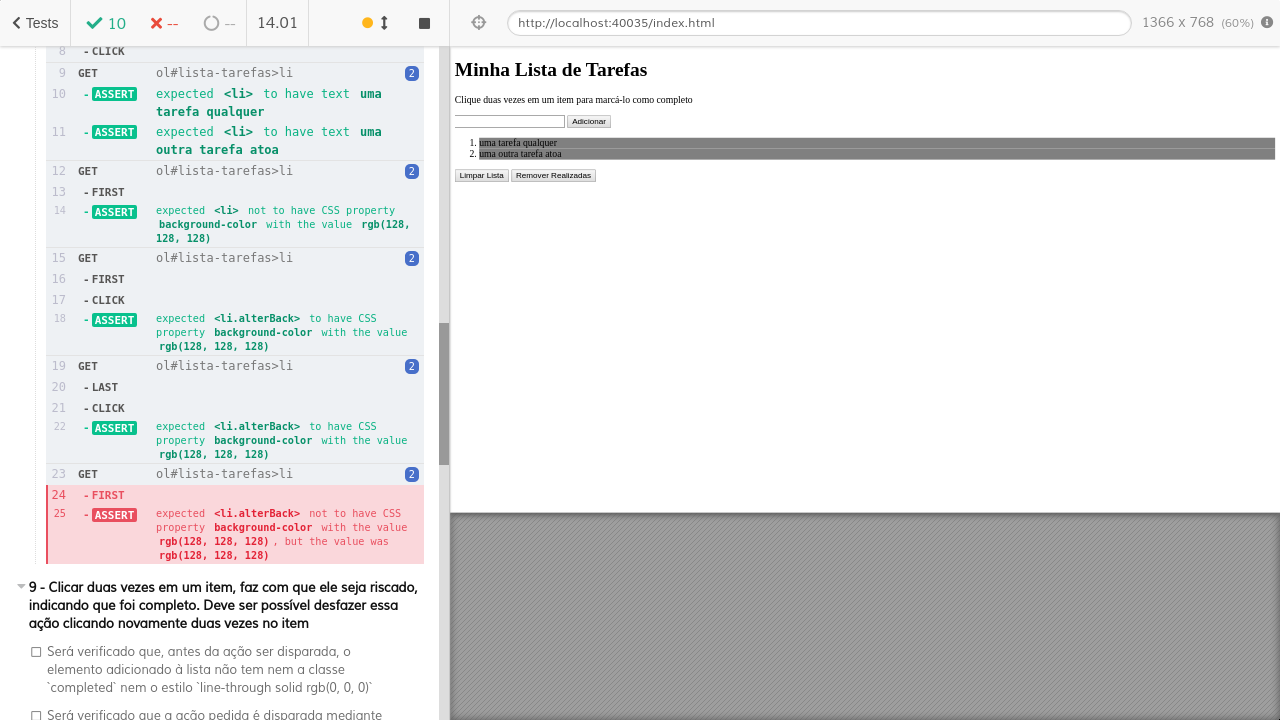 Tests
10
--
--
14.01
http://localhost:40035/index.html
1366 x 768 (60%)
8 - CLICK
9 GET ol#lista-tarefas>li 2
10 - ASSERT expected <li> to have text uma
tarefa qualquer
11 - ASSERT expected <li> to have text uma
outra tarefa atoa
12 GET ol#lista-tarefas>li 2
13 - FIRST
14 - ASSERT expected <li> not to have CSS property
background-color with the value rgb(128,
128, 128)
15 GET ol#lista-tarefas>li 2
16 - FIRST
17 - CLICK
18 - ASSERT expected <li.alterBack> to have CSS
property background-color with the value
rgb(128, 128, 128)
19 GET ol#lista-tarefas>li 2
20 - LAST
21 - CLICK
22 - ASSERT expected <li.alterBack> to have CSS
property background-color with the value
rgb(128, 128, 128)
23 GET ol#lista-tarefas>li 2
24 - FIRST
25 - ASSERT expected <li.alterBack> not to have CSS
property background-color with the value
rgb(128, 128, 128), but the value was
rgb(128, 128, 128)
9 - Clicar duas vezes em um item, faz com que ele seja riscado,
indicando que foi completo. Deve ser possível desfazer essa
ação clicando novamente duas vezes no item
Será verificado que, antes da ação ser disparada, o
elemento adicionado à lista não tem nem a classe
`completed` nem o estilo `line-through solid rgb(0, 0, 0)`
Será verificado que a ação pedida é disparada mediante
Minha Lista de Tarefas
Clique duas vezes em um item para marcá-lo como completo
Adicionar
1. uma tarefa qualquer
2. uma outra tarefa atoa
Limpar Lista Remover Realizadas